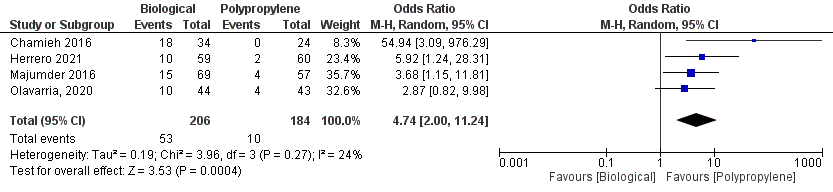 Biological Polypropylene Odds Ratio Odds Ratio
Study or Subgroup Events Total Events Total Weight M-H, Random, 95% CI M-H, Random, 95% CI
Chamieh 2016 18 34 0 24 8.3% 54.94 [3.09, 976.29]
Herrero 2021 10 59 2 60 23.4% 5.92 [1.24, 28.31]
Majumder 2016 15 69 4 57 35.7% 3.68 [1.15, 11.81]
Olavarria, 2020 10 44 4 43 32.6% 2.87 [0.82, 9.98]
Total (95% CI) 206 184 100.0% 4.74 [2.00, 11.24]
Total events 53 10
Heterogeneity: Tau² = 0.19; Chi² = 3.96, df = 3 (P = 0.27); I² = 24%
Test for overall effect: Z = 3.53 (P = 0.0004)
0.001 0.1 1 10 1000
Favours [Biological] Favours [Polypropylene]